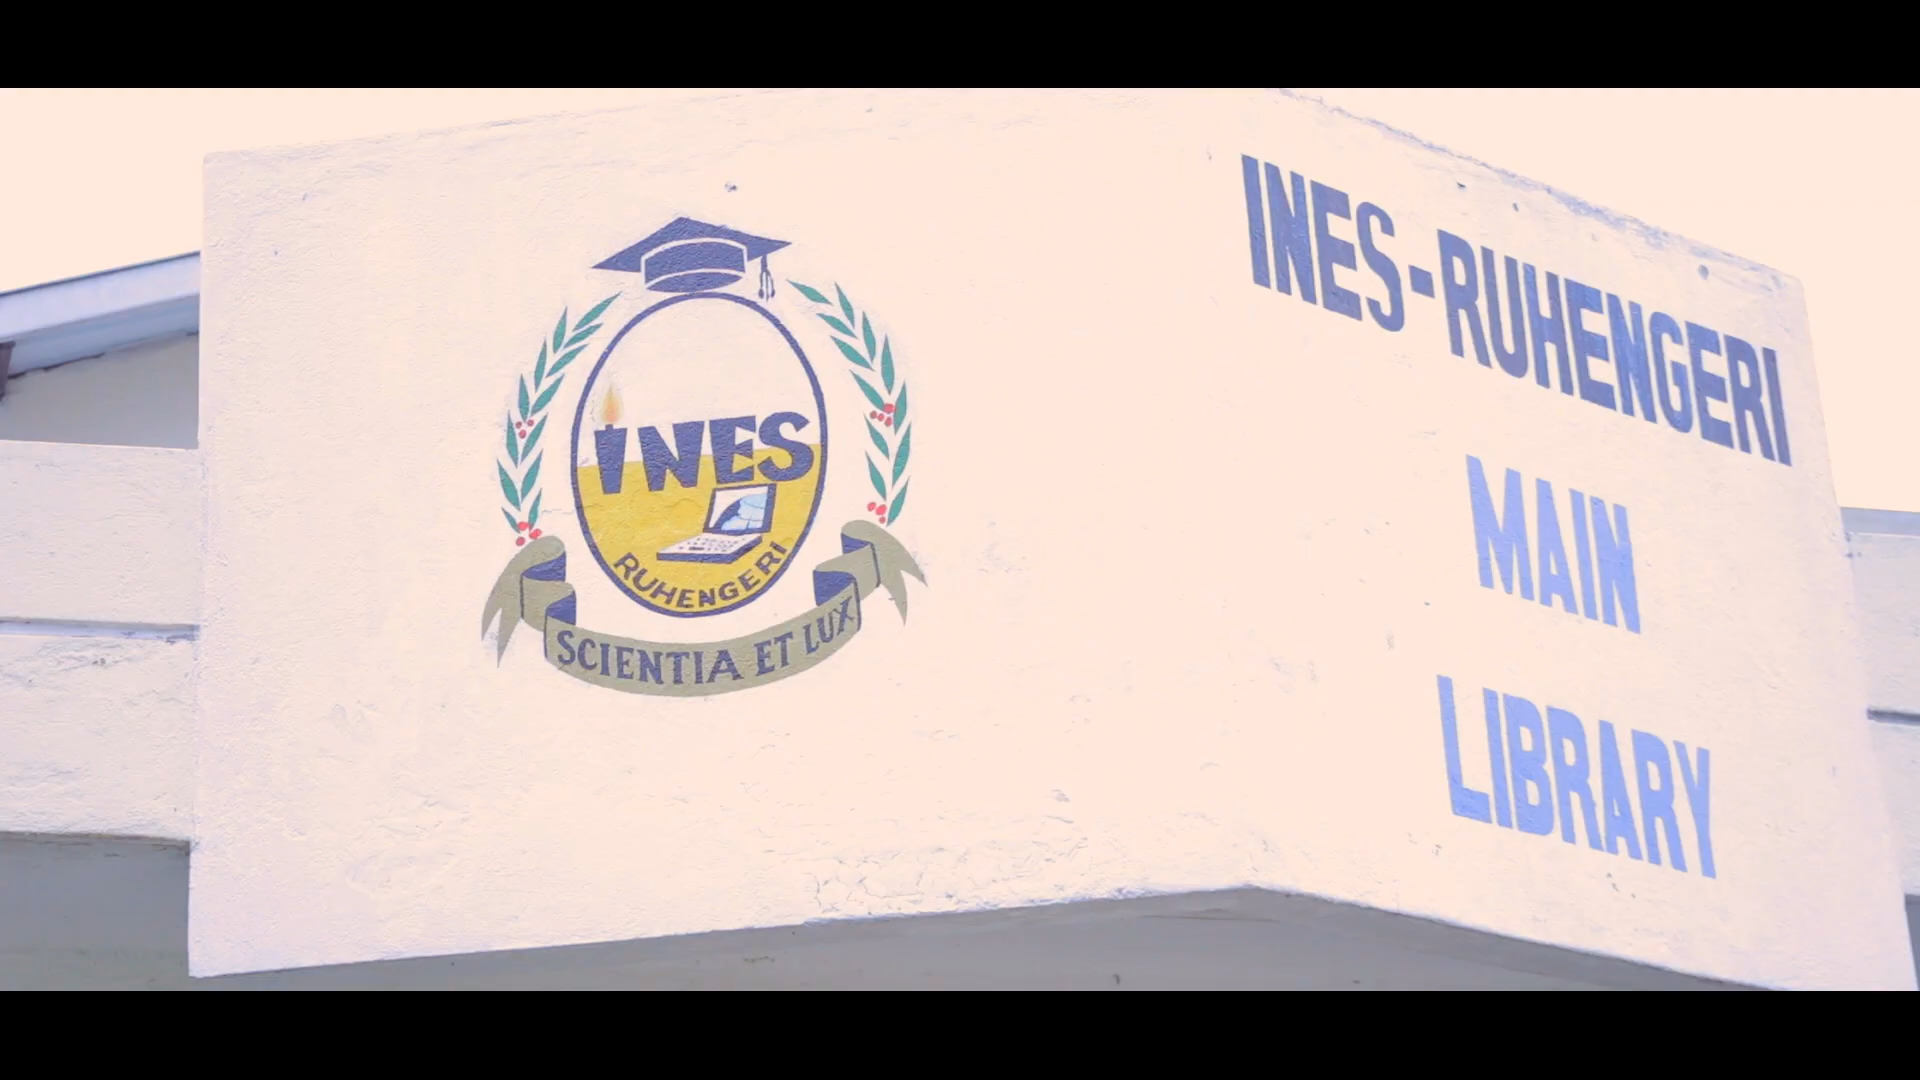 INES
RUHENGERI
SCIENTIA ET LUX
INES-RUHENGERI
MAIN
LIBRARY